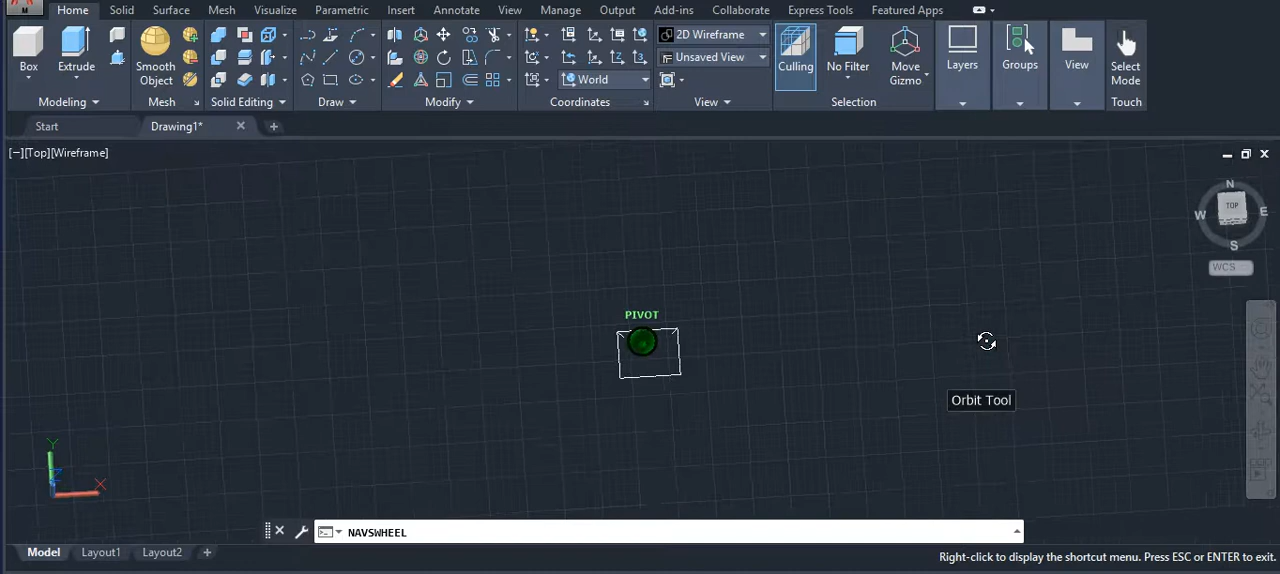 Home Solid Surface Mesh Visualize Parametric Insert Annotate View Manage Output Add-ins Collaborate Express Tools Featured Apps
M
2D Wireframe
Unsaved View
World
Box Extrude Smooth Object Culling No Filter Move Gizmo Layers Groups View Select Mode
Modeling Mesh Solid Editing Draw Modify Coordinates View Selection Touch
Start Drawing1*
[−][Top][Wireframe]
N
W TOP E
S
WCS
PIVOT
Orbit Tool
Y
Z
X
NAVSWHEEL
Model Layout1 Layout2
Right-click to display the shortcut menu. Press ESC or ENTER to exit.